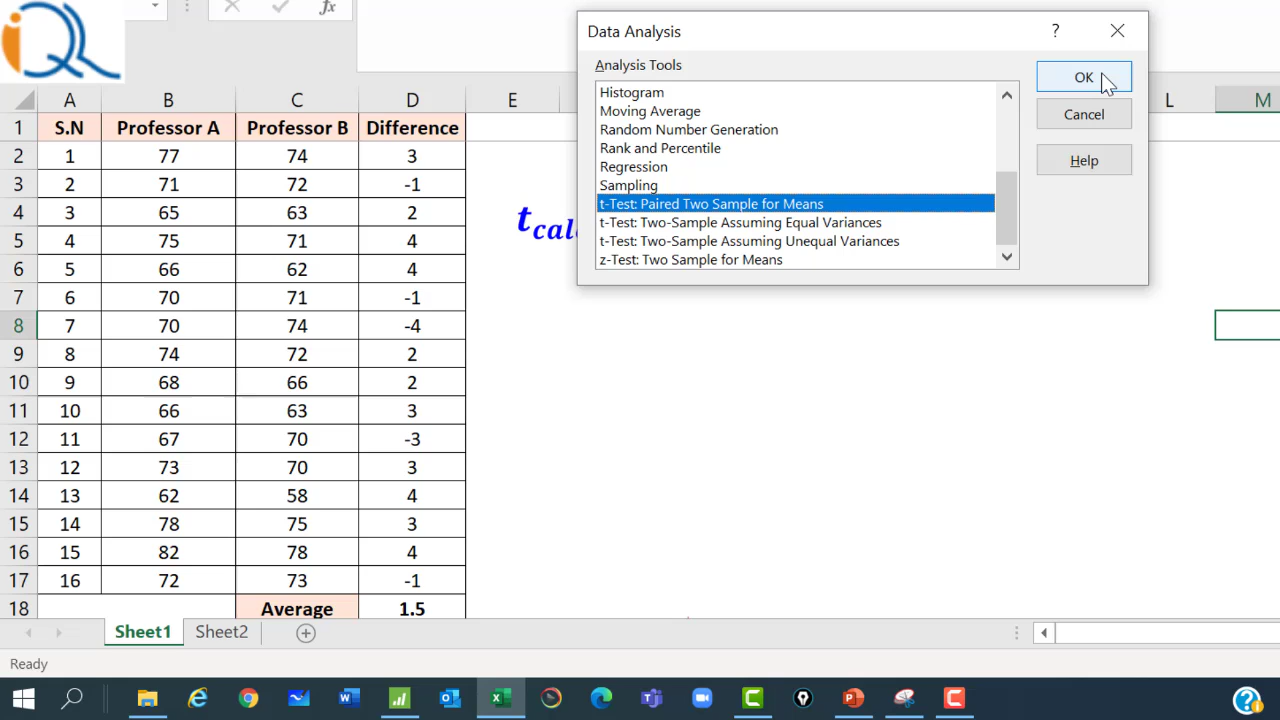 iQ
fx
Data Analysis
?
Analysis Tools
Histogram
Moving Average
Random Number Generation
Rank and Percentile
Regression
Sampling
t-Test: Paired Two Sample for Means
t-Test: Two-Sample Assuming Equal Variances
t-Test: Two-Sample Assuming Unequal Variances
z-Test: Two Sample for Means
OK
Cancel
Help
A B C D E L M
1 S.N Professor A Professor B Difference
2 1 77 74 3
3 2 71 72 -1
4 3 65 63 2
5 4 75 71 4
6 5 66 62 4
7 6 70 71 -1
8 7 70 74 -4
9 8 74 72 2
10 9 68 66 2
11 10 66 63 3
12 11 67 70 -3
13 12 73 70 3
14 13 62 58 4
15 14 78 75 3
16 15 82 78 4
17 16 72 73 -1
18 Average 1.5
t
Sheet1 Sheet2
Ready